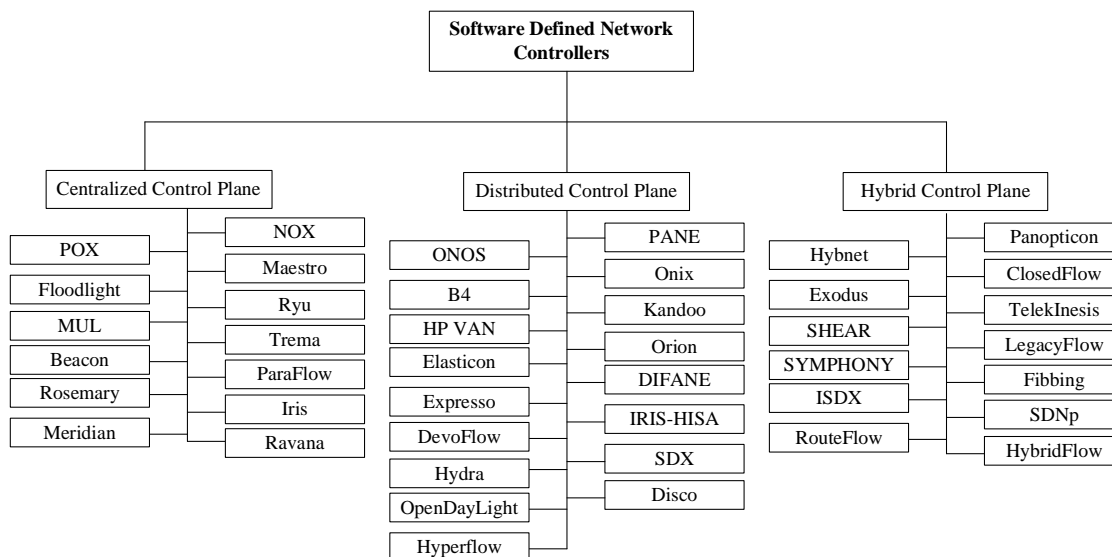 Software Defined Network
Controllers
Centralized Control Plane
POX
Floodlight
MUL
Beacon
Rosemary
Meridian
NOX
Maestro
Ryu
Trema
ParaFlow
Iris
Ravana
Distributed Control Plane
ONOS
B4
HP VAN
Elasticon
Expresso
DevoFlow
Hydra
OpenDayLight
Hyperflow
PANE
Onix
Kandoo
Orion
DIFANE
IRIS-HISA
SDX
Disco
Hybrid Control Plane
Hybnet
Exodus
SHEAR
SYMPHONY
ISDX
RouteFlow
Panopticon
ClosedFlow
TelekInesis
LegacyFlow
Fibbing
SDNp
HybridFlow